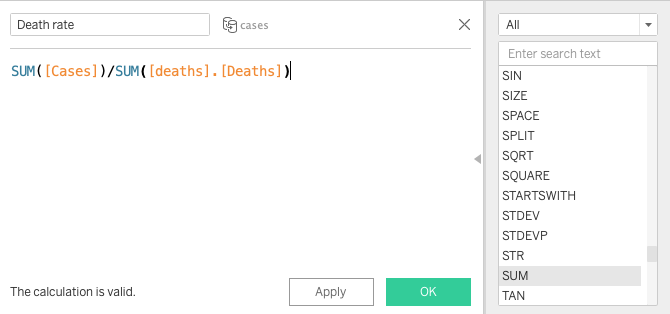 Death rate
cases
SUM([Cases])/SUM([deaths].[Deaths])
The calculation is valid.
Apply
OK
All
Enter search text
SIN
SIZE
SPACE
SPLIT
SQRT
SQUARE
STARTSWITH
STDEV
STDEVP
STR
SUM
TAN